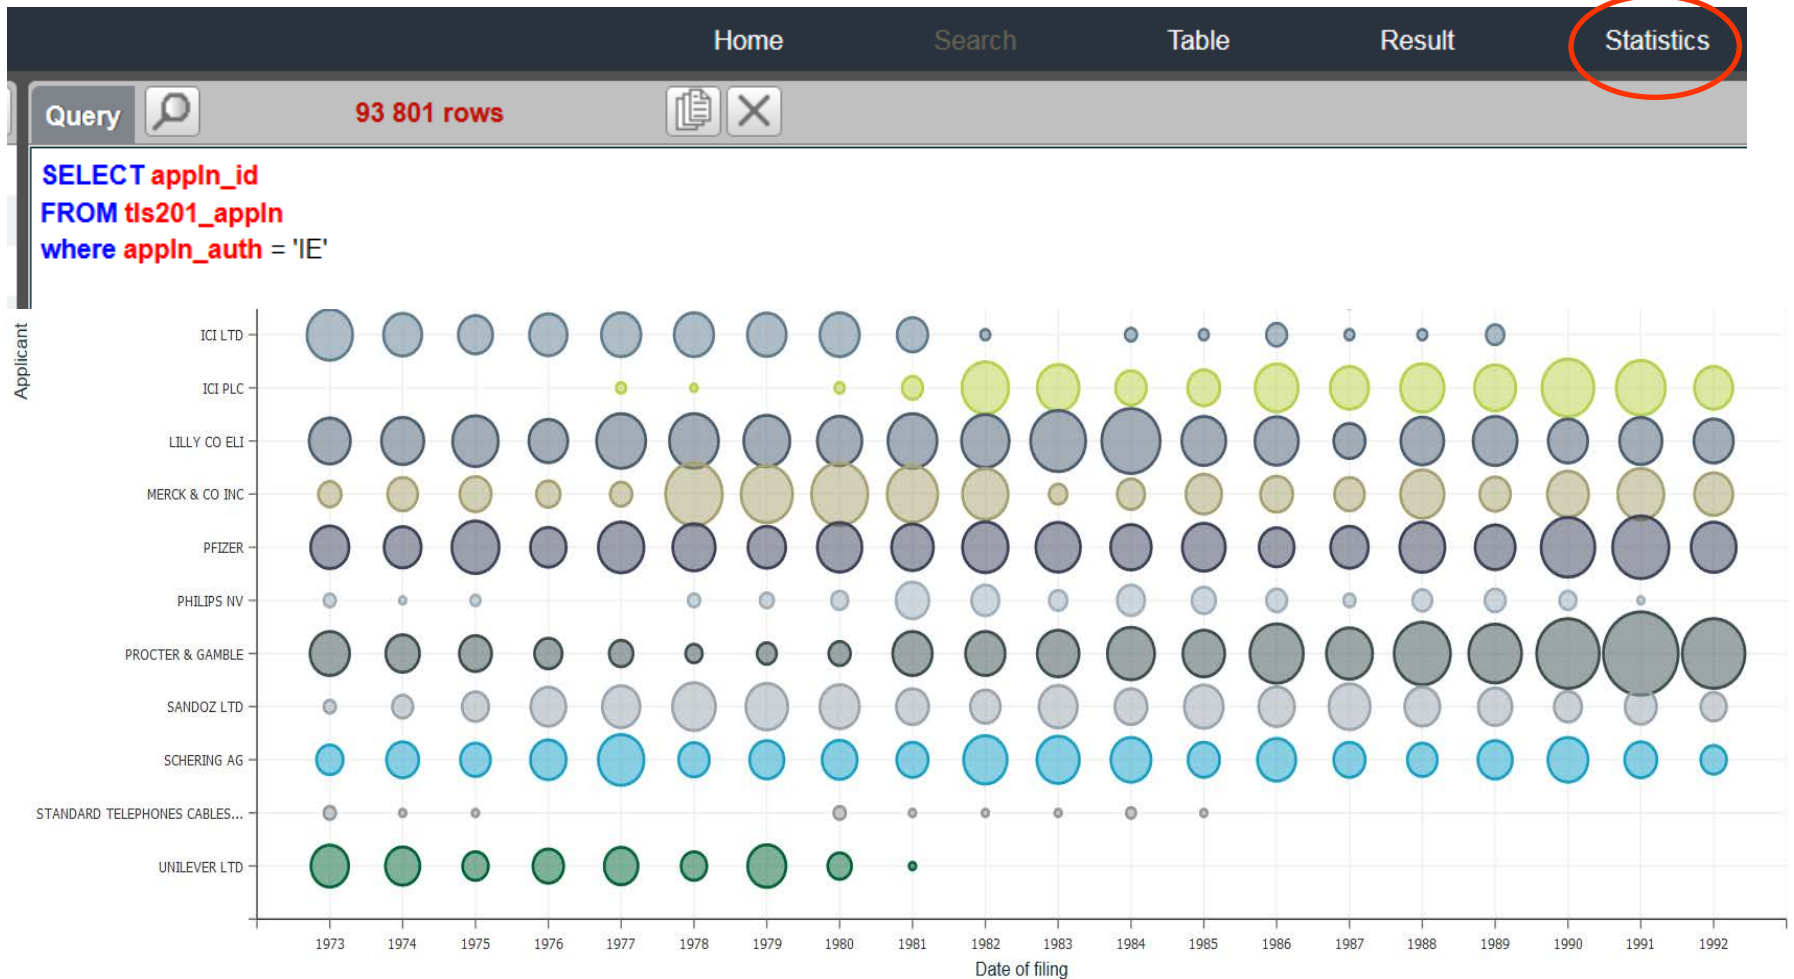 Home Search Table Result Statistics
Query 93 801 rows
SELECT appln_id
FROM tls201_appln
where appln_auth = 'IE'
Applicant
ICI LTD
ICI PLC
LILLY CO ELI
MERCK & CO INC
PFIZER
PHILIPS NV
PROCTER & GAMBLE
SANDOZ LTD
SCHERING AG
STANDARD TELEPHONES CABLES...
UNILEVER LTD
1973 1974 1975 1976 1977 1978 1979 1980 1981 1982 1983 1984 1985 1986 1987 1988 1989 1990 1991 1992
Date of filing